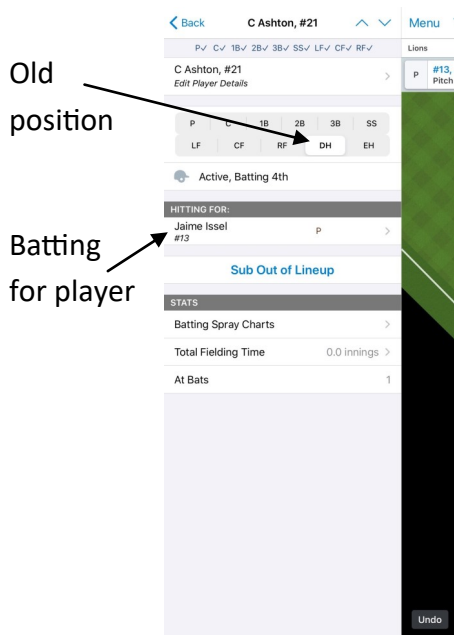 Back C Ashton, #21
P✓ C✓ 1B✓ 2B✓ 3B✓ SS✓ LF✓ CF✓ RF✓
C Ashton, #21
Edit Player Details
P C 1B 2B 3B SS
LF CF RF DH EH
Active, Batting 4th
HITTING FOR:
Jaime Issel P
#13
Sub Out of Lineup
STATS
Batting Spray Charts
Total Fielding Time 0.0 innings
At Bats 1
Old
position
Batting
for player
Menu
Lions
P #13,
Pitch
Undo